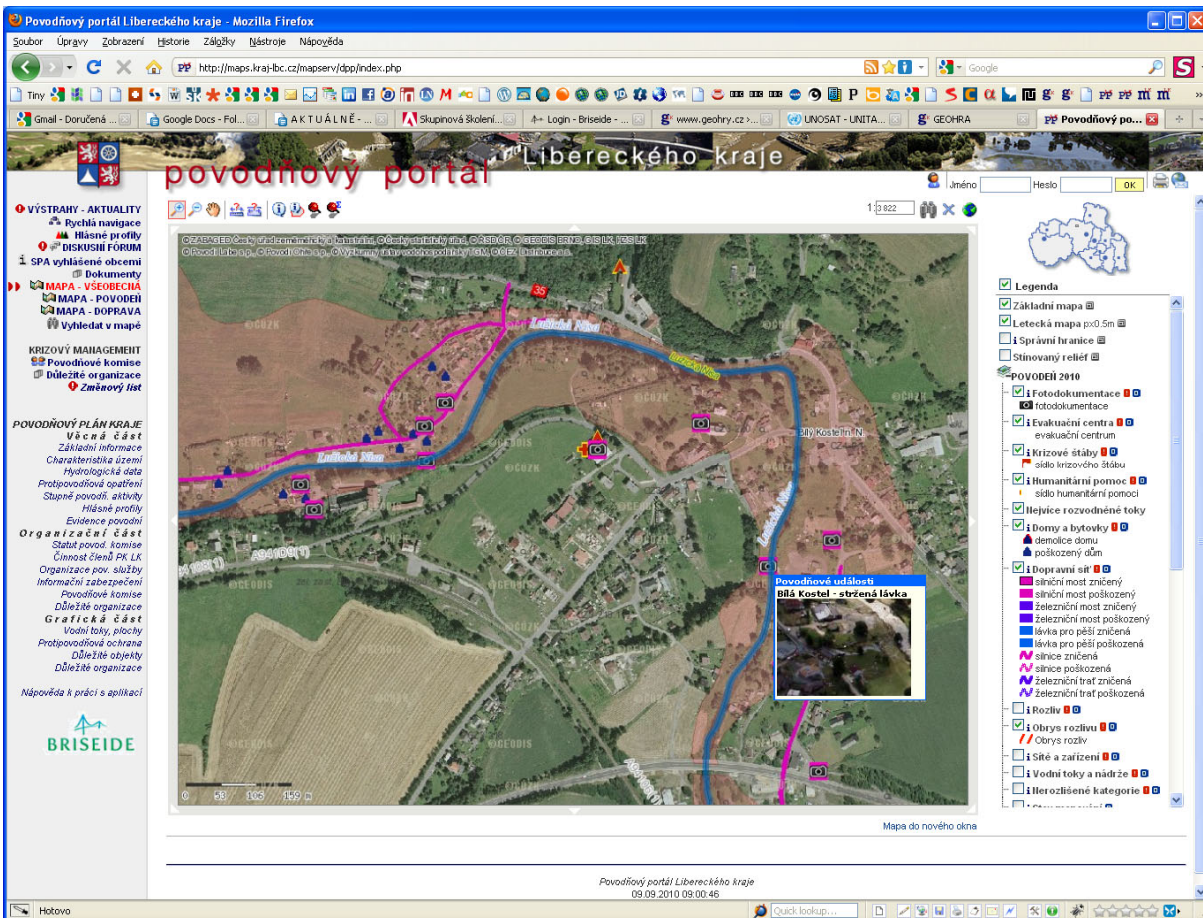 Povodňový portál Libereckého kraje - Mozilla Firefox
Soubor Úpravy Zobrazení Historie Záložky Nástroje Nápověda
http://maps.kraj-lbc.cz/mapserv/dpp/index.php
Google
Tiny
Gmail - Doručená ...
Google Docs - Fol...
A K T U Á L N Ě - ...
Skupinová školení...
Login - Briseide - ...
www.geohry.cz >...
UNOSAT - UNITA...
GEOHRA
Povodňový po...
povodňový portál Libereckého kraje
Jméno
Heslo
OK
VÝSTRAHY - AKTUALITY
Rychlá navigace
Hlásné profily
DISKUSNÍ FÓRUM
SPA vyhlášené obcemi
Dokumenty
MAPA - VŠEOBECNÁ
MAPA - POVODEŇ
MAPA - DOPRAVA
Vyhledat v mapě
KRIZOVÝ MANAGEMENT
Povodňové komise
Důležité organizace
Změnový list
POVODŇOVÝ PLÁN KRAJE
Věcná část
Základní informace
Charakteristika území
Hydrologická data
Protipovodňová opatření
Stupně povodň. aktivity
Hlásné profily
Evidence povodní
Organizační část
Statut povod. komise
Činnost členů PK LK
Organizace pov. služby
Informační zabezpečení
Povodňové komise
Důležité organizace
Grafická část
Vodní toky, plochy
Protipovodňová ochrana
Důležité objekty
Důležité organizace
Nápověda k práci s aplikací
BRISEIDE
1:3 822
35
Lužická Nisa
Lužická Nisa
Bílý Kostel n. N.
Lužická Nisa
Lužická Nisa
©ČÚZK
©GEODIS
Povodňové události
Bílá Kostel - stržená lávka
0 53 106 159 m
Mapa do nového okna
Legenda
Základní mapa
Letecká mapa px0.5m
i Správní hranice
Stínovaný reliéf
POVODEŇ 2010
i Fotodokumentace
fotodokumentace
i Evakuační centra
evakuační centrum
i Krizové štáby
sídlo krizového štábu
i Humanitární pomoc
sídlo humanitární pomoci
Nejvíce rozvodněné toky
i Domy a bytovky
demolice domu
poškozený dům
i Dopravní síť
silniční most zničený
silniční most poškozený
železniční most zničený
železniční most poškozený
lávka pro pěší zničená
lávka pro pěší poškozená
silnice zničená
silnice poškozená
železniční trať zničená
železniční trať poškozená
i Rozliv
i Obrys rozlivu
Obrys rozliv
i Sítě a zařízení
i Vodní toky a nádrže
i Nerozlišené kategorie
Povodňový portál Libereckého kraje
09.09.2010 09:00:46
Hotovo
Quick lookup...